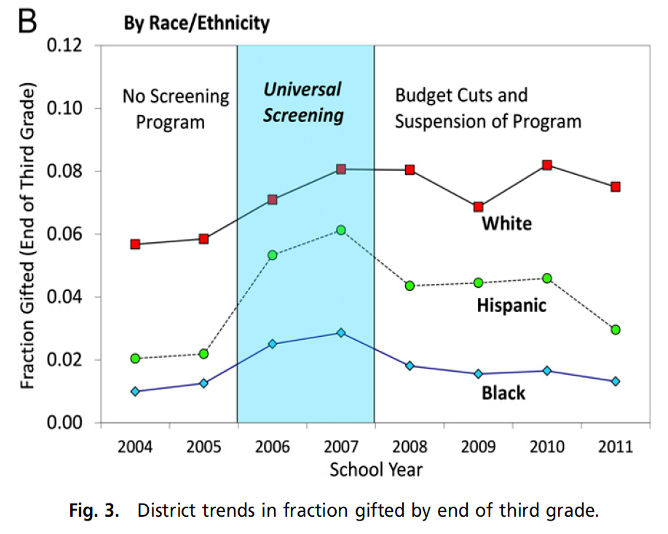 B
By Race/Ethnicity
Fraction Gifted (End of Third Grade)
0.12
0.10
0.08
0.06
0.04
0.02
0.00
No Screening
Program
Universal
Screening
Budget Cuts and
Suspension of Program
White
Hispanic
Black
2004 2005 2006 2007 2008 2009 2010 2011
School Year
Fig. 3. District trends in fraction gifted by end of third grade.